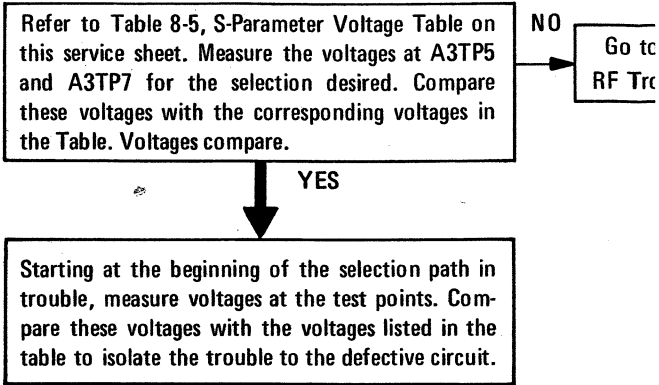 Refer to Table 8-5, S-Parameter Voltage Table on
this service sheet. Measure the voltages at A3TP5
and A3TP7 for the selection desired. Compare
these voltages with the corresponding voltages in
the Table. Voltages compare.
NO
Go to
RF
YES
Starting at the beginning of the selection path in
trouble, measure voltages at the test points. Com-
pare these voltages with the voltages listed in the
table to isolate the trouble to the defective circuit.